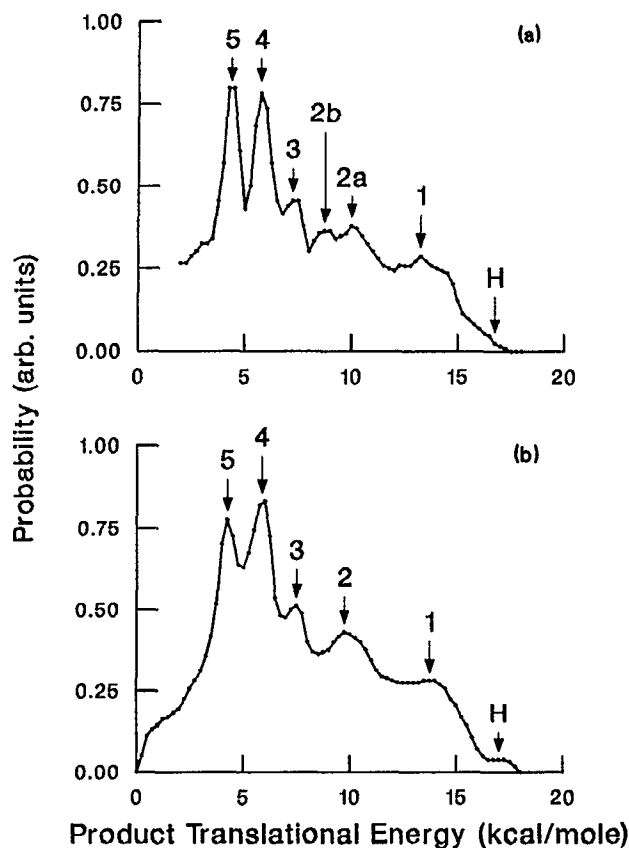 (a)
1.00
5 4
2b
0.75
3 2a
0.50
1
0.25
H
0.00
0 5 10 15 20
Probability (arb. units)
(b)
1.00
4
5
0.75
3
2
0.50
1
0.25
H
0.00
0 5 10 15 20
Product Translational Energy (kcal/mole)